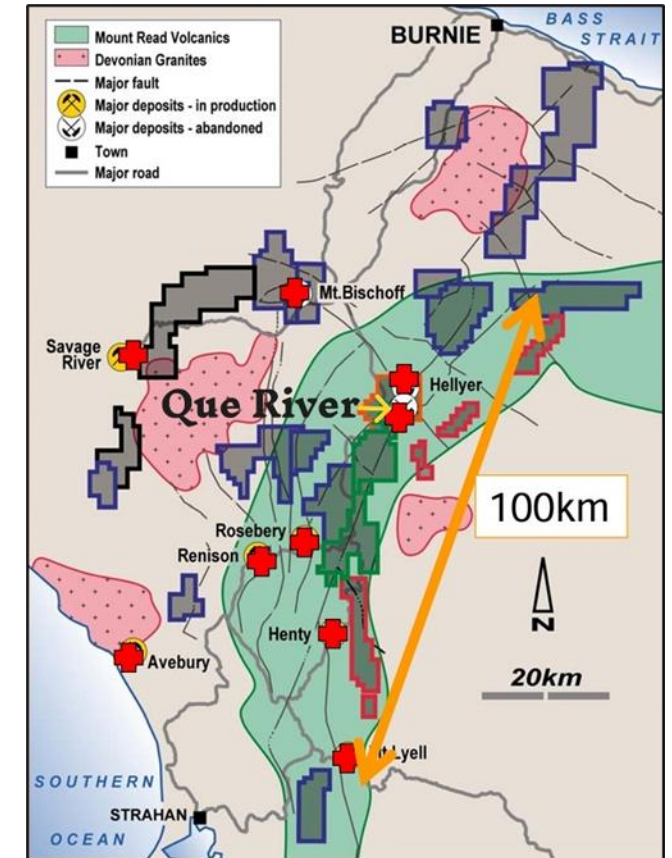 Mount Read Volcanics
Devonian Granites
Major fault
Major deposits - in production
Major deposits - abandoned
Town
Major road
BURNIE
BASS
STRAIT
Mt.Bischoff
Savage
River
Hellyer
Que River
100km
Rosebery
Renison
N
Henty
20km
Avebury
Lyell
SOUTHERN
OCEAN
STRAHAN